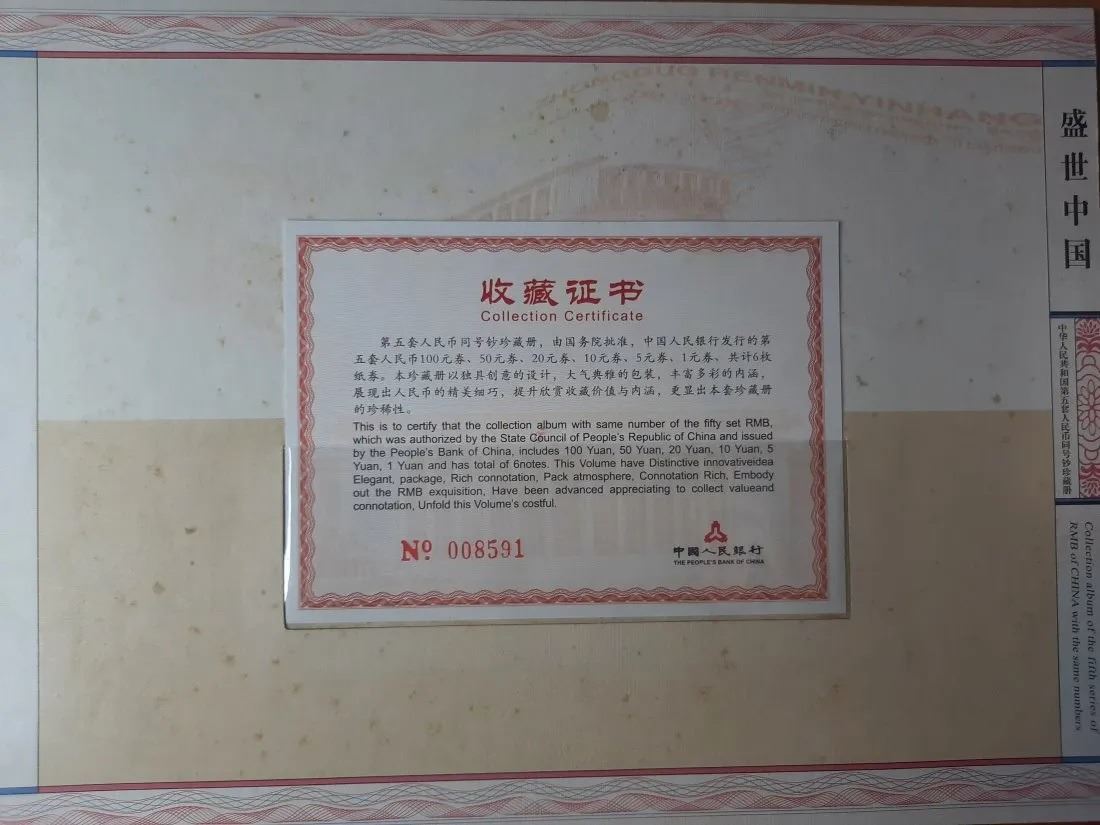 ZHONGGUO RENMIN YINHANG
盛世中国
中华人民共和国第五套人民币同号钞珍藏册
Collection album of the fifth series of
RMB of CHINA with the same numbers
收藏证书
Collection Certificate
第五套人民币同号钞珍藏册，由国务院批准，中国人民银行发行的第
五套人民币100元券、50元券、20元券、10元券、5元券、1元券，共计6枚
纸券。本珍藏册以独具创意的设计，大气典雅的包装，丰富多彩的内涵，
展现出人民币的精美细巧，提升欣赏收藏价值与内涵，更显出本套珍藏册
的珍稀性。
This is to certify that the collection album with same number of the fifty set RMB,
which was authorized by the State Council of People's Republic of China and issued
by the People's Bank of China, includes 100 Yuan, 50 Yuan, 20 Yuan, 10 Yuan, 5
Yuan, 1 Yuan and has total of 6notes. This Volume have Distinctive innovativeidea
Elegant, package, Rich connotation, Pack atmosphere, Connotation Rich, Embody
out the RMB exquisition, Have been advanced appreciating to collect valueand
connotation, Unfold this Volume's costful.
Nº 008591
中國人民銀行
THE PEOPLE'S BANK OF CHINA